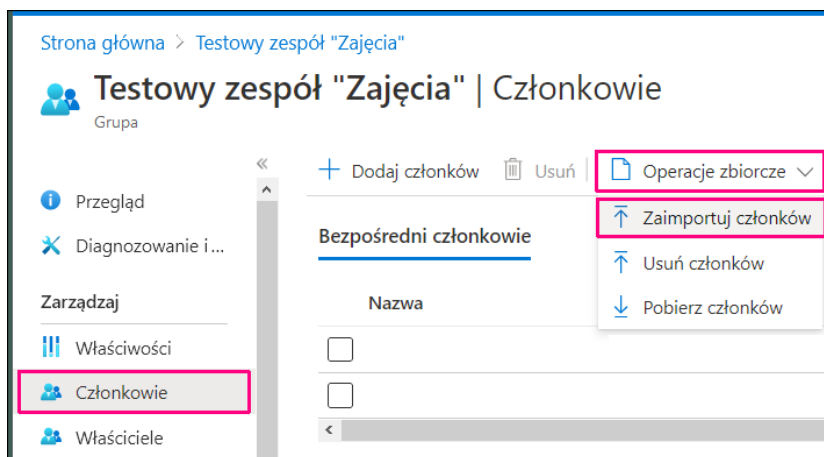 Strona główna > Testowy zespół "Zajęcia"
Testowy zespół "Zajęcia" | Członkowie
Grupa
Dodaj członków Usuń Operacje zbiorcze
Przegląd
Diagnozowanie i...
Zarządzaj
Właściwości
Członkowie
Właściciele
Zaimportuj członków
Usuń członków
Pobierz członków
Bezpośredni członkowie
Nazwa